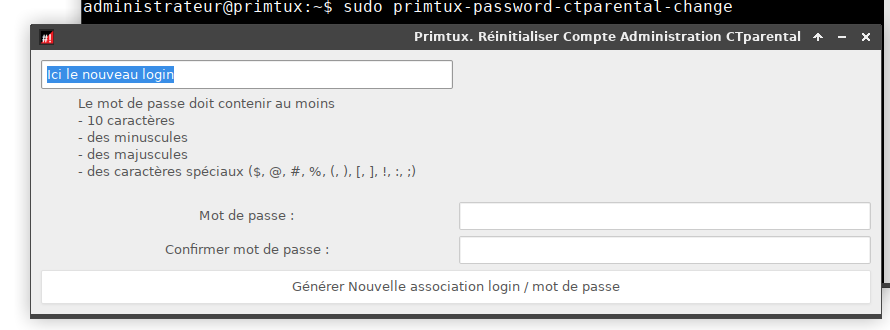 administrateur@primtux:~$ sudo primtux-password-ctparental-change
Primtux. Réinitialiser Compte Administration CTparental
Ici le nouveau login
Le mot de passe doit contenir au moins
- 10 caractères
- des minuscules
- des majuscules
- des caractères spéciaux ($, @, #, %, (, ), [, ], !, :, ;)
Mot de passe :
Confirmer mot de passe :
Générer Nouvelle association login / mot de passe